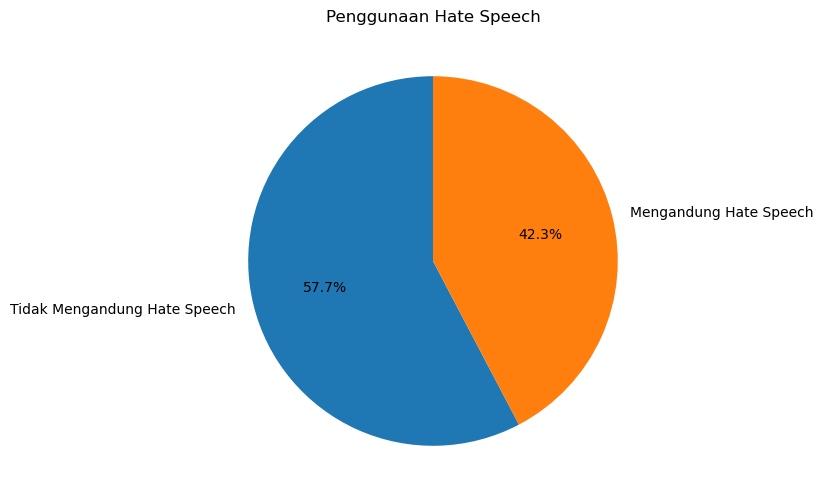 Penggunaan Hate Speech
Mengandung Hate Speech
42.3%
57.7%
Tidak Mengandung Hate Speech